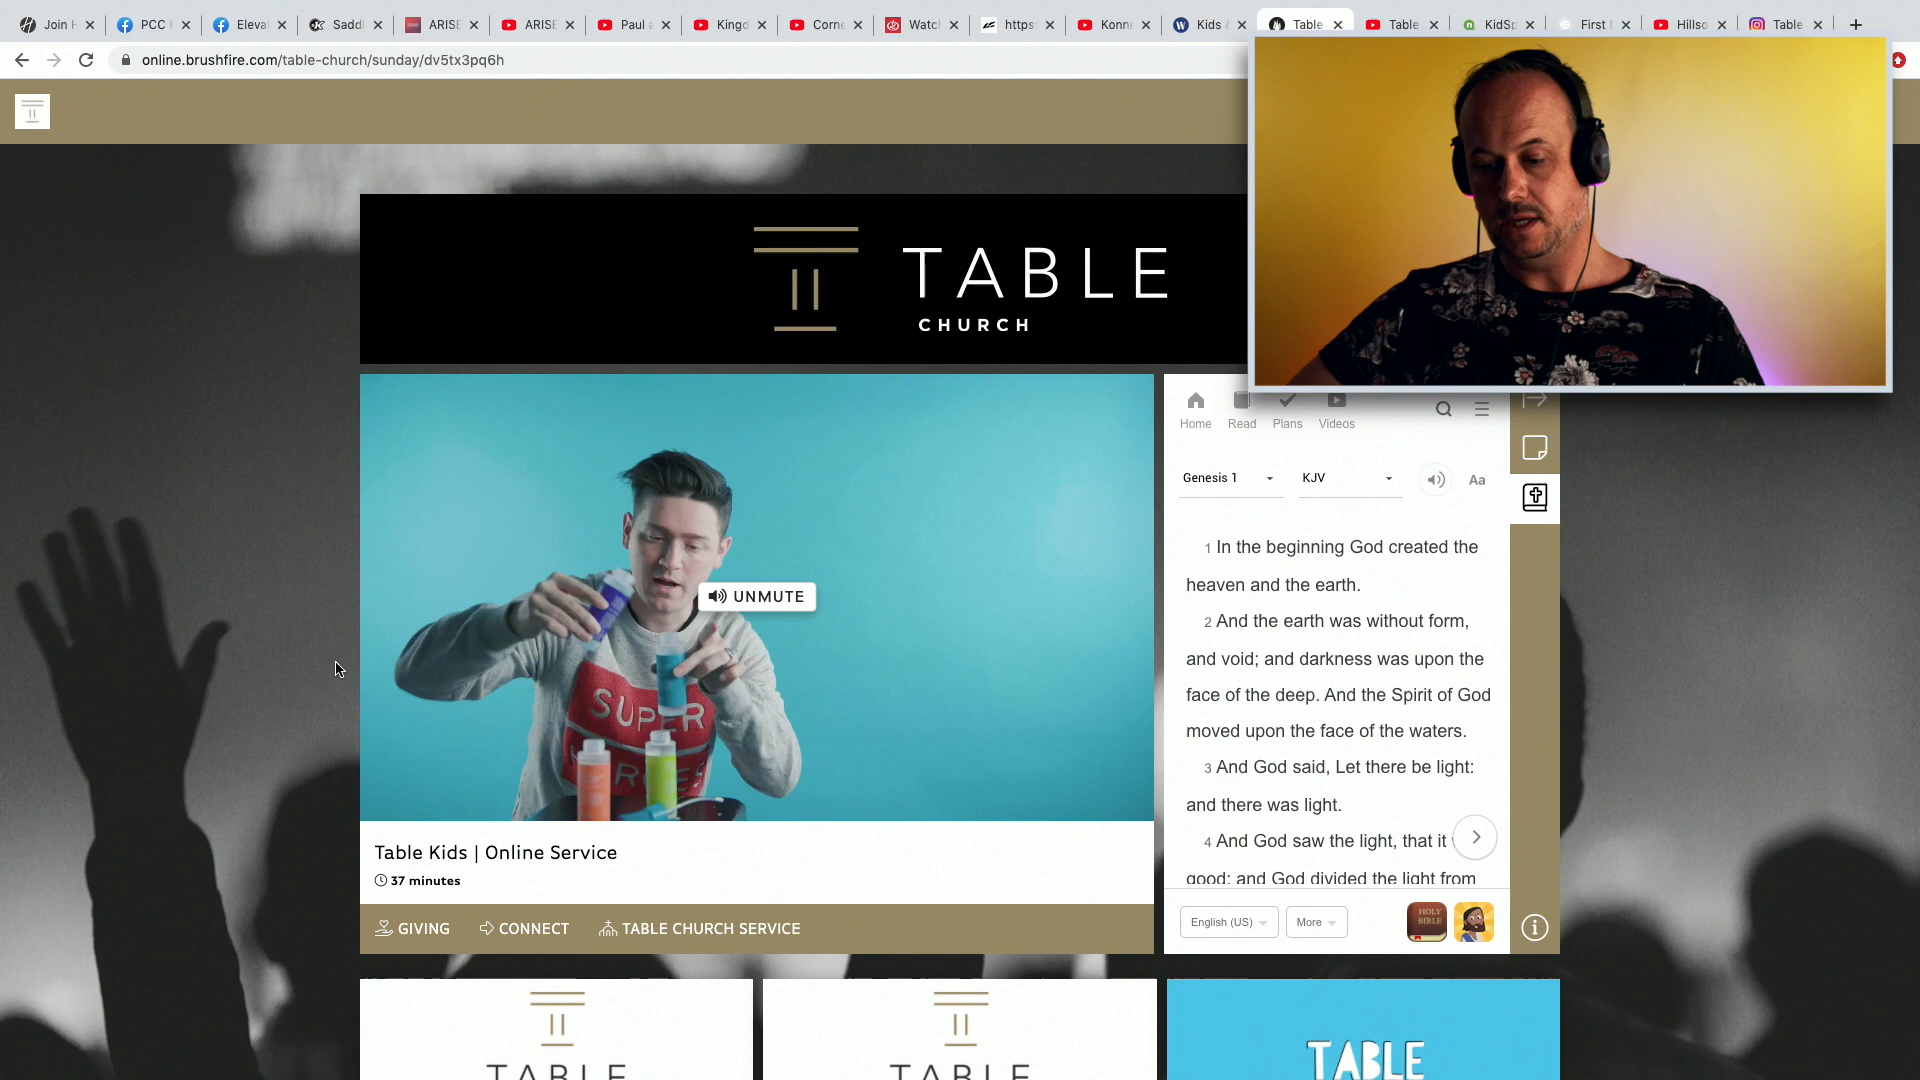 Join H
PCC H
Eleva
Saddl
ARISE
ARISE
Paul a
Kingd
Corne
Watch
https:
Konne
Kids &
Table
Table
KidSp
First N
Hillso
Table
online.brushfire.com/table-church/sunday/dv5tx3pq6h
TABLE
CHURCH
UNMUTE
SUPER
Table Kids | Online Service
37 minutes
GIVING
CONNECT
TABLE CHURCH SERVICE
Home
Read
Plans
Videos
Genesis 1
KJV
Aa
1 In the beginning God created the
heaven and the earth.
2 And the earth was without form,
and void; and darkness was upon the
face of the deep. And the Spirit of God
moved upon the face of the waters.
3 And God said, Let there be light:
and there was light.
4 And God saw the light, that it
good: and God divided the light from
English (US)
More
HOLY
BIBLE
TABLE
TABLE
TABLE